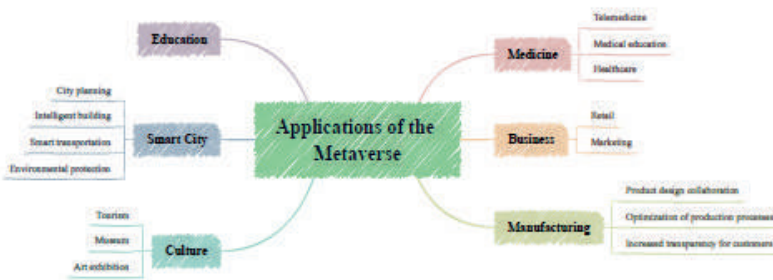 Applications of the
Metaverse
Education
Smart City
City planning
Intelligent building
Smart transportation
Environmental protection
Culture
Tourism
Museum
Art exhibition
Medicine
Telemedicine
Medical education
Healthcare
Business
Retail
Marketing
Manufacturing
Product design collaboration
Optimization of production processes
Increased transparency for customers